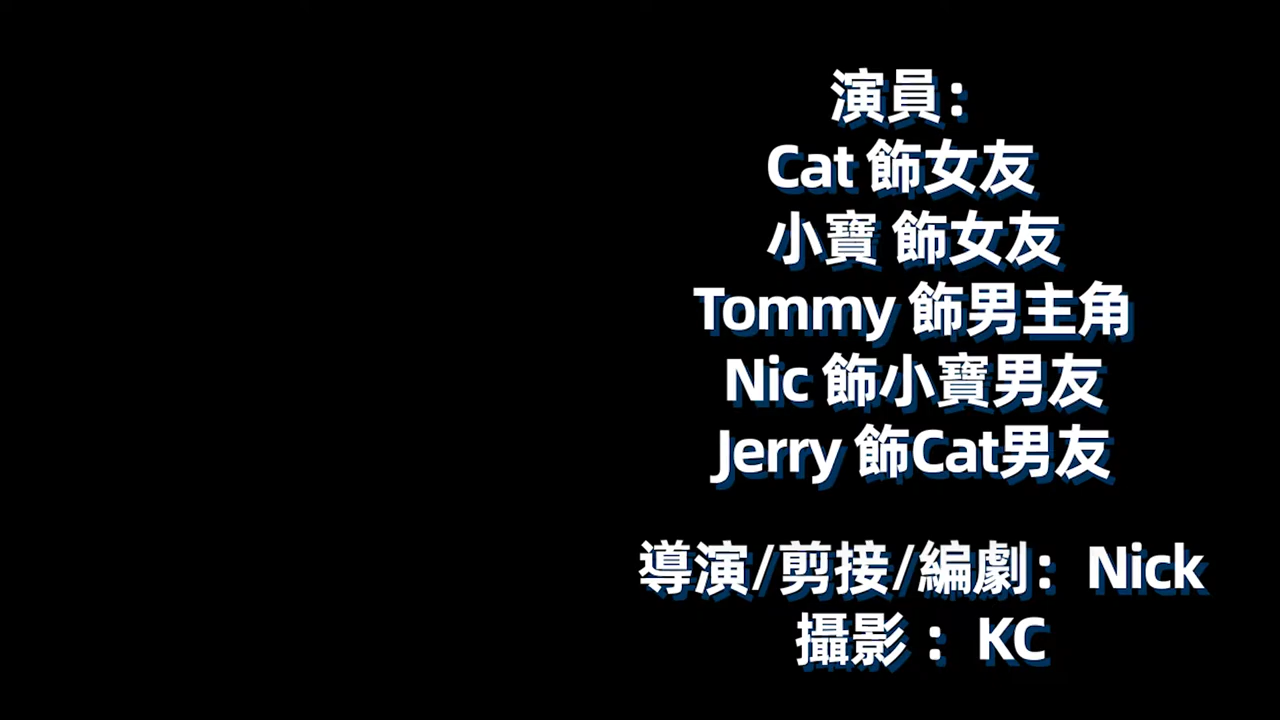 演員：
Cat 飾女友
小寶 飾女友
Tommy 飾男主角
Nic 飾小寶男友
Jerry 飾Cat男友
導演/剪接/編劇：Nick
攝影 ：KC